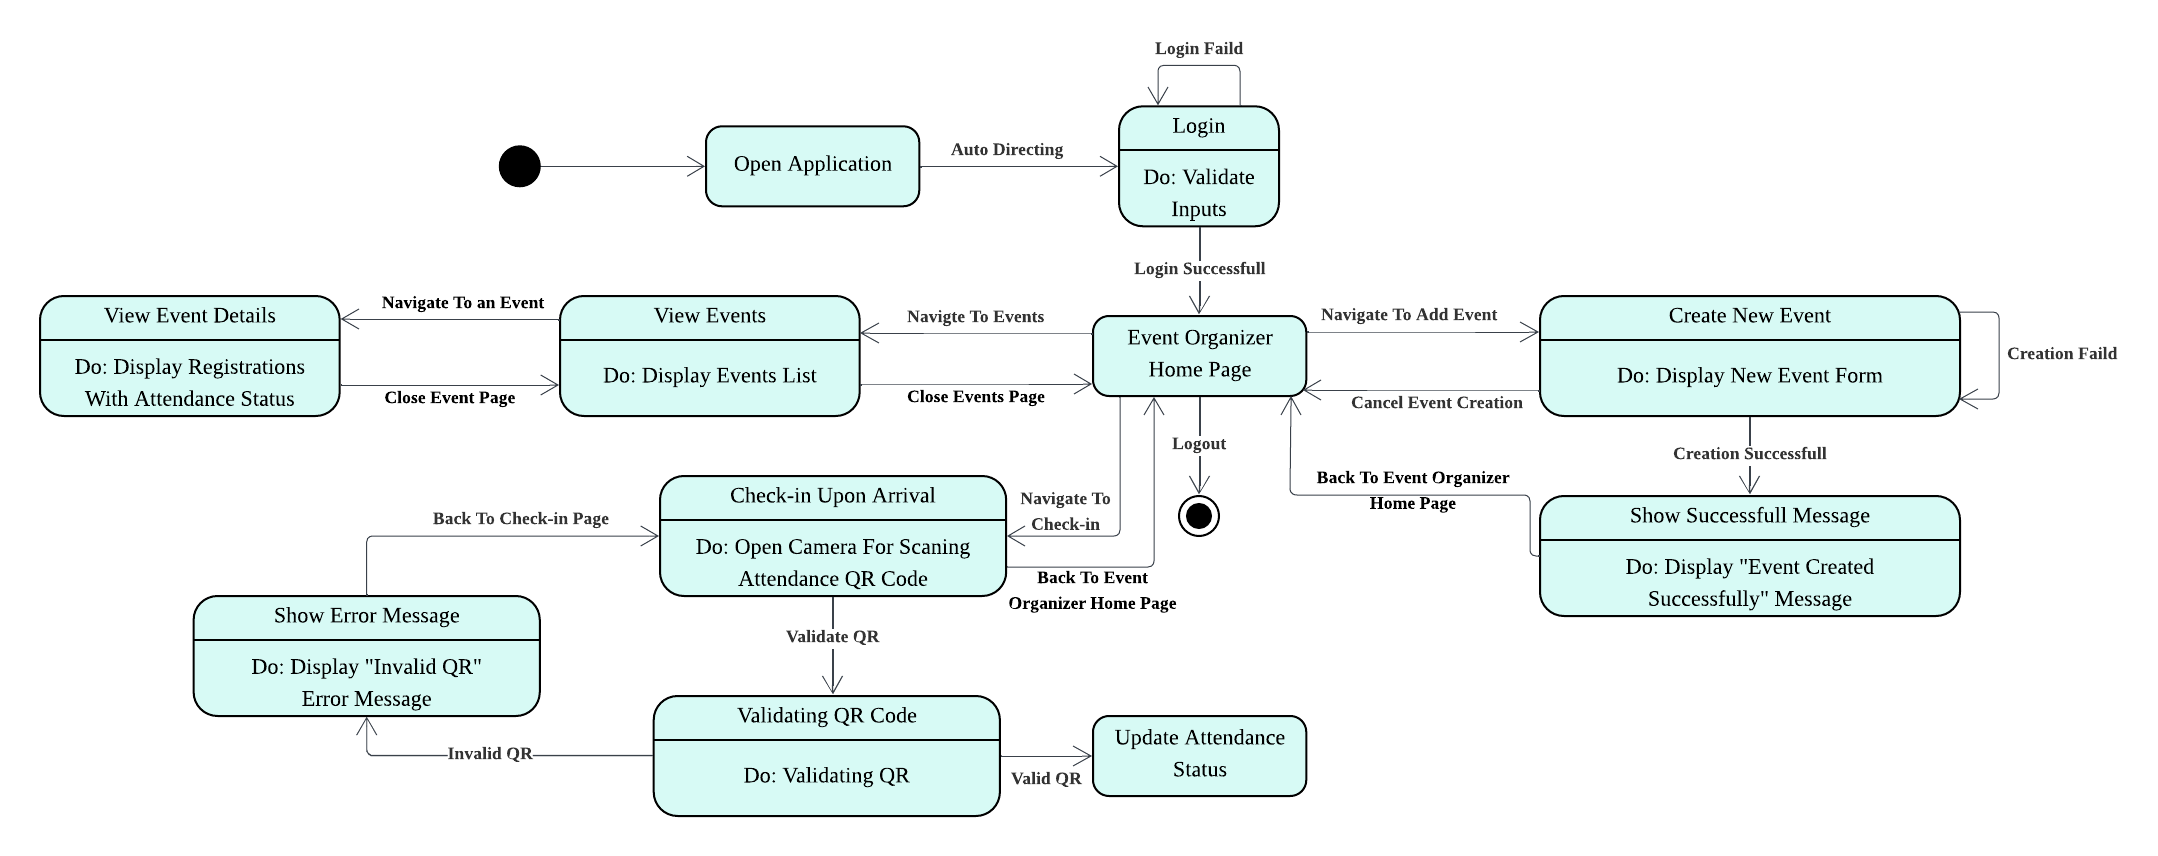 Login Faild
Login
Do: Validate
Inputs
Open Application
Auto Directing
Login Successfull
View Event Details
Do: Display Registrations
With Attendance Status
Navigate To an Event
Close Event Page
View Events
Do: Display Events List
Navigte To Events
Close Events Page
Event Organizer
Home Page
Navigate To Add Event
Cancel Event Creation
Create New Event
Do: Display New Event Form
Creation Faild
Logout
Creation Successfull
Back To Event Organizer
Home Page
Show Successfull Message
Do: Display "Event Created
Successfully" Message
Navigate To
Check-in
Check-in Upon Arrival
Do: Open Camera For Scaning
Attendance QR Code
Back To Event
Organizer Home Page
Back To Check-in Page
Show Error Message
Do: Display "Invalid QR"
Error Message
Validate QR
Validating QR Code
Do: Validating QR
Invalid QR
Valid QR
Update Attendance
Status